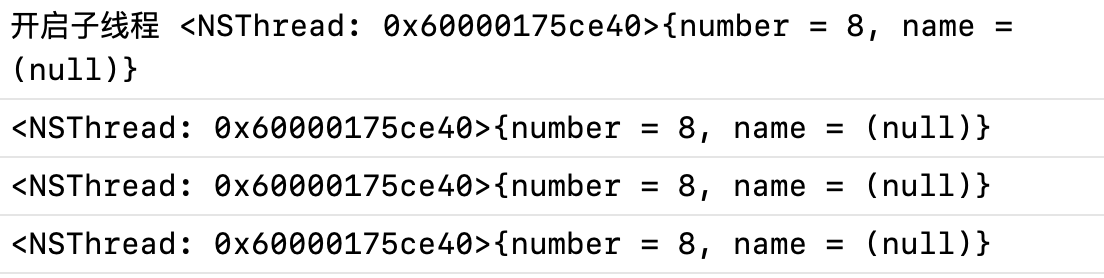 开启子线程 <NSThread: 0x60000175ce40>{number = 8, name =
(null)}
<NSThread: 0x60000175ce40>{number = 8, name = (null)}
<NSThread: 0x60000175ce40>{number = 8, name = (null)}
<NSThread: 0x60000175ce40>{number = 8, name = (null)}